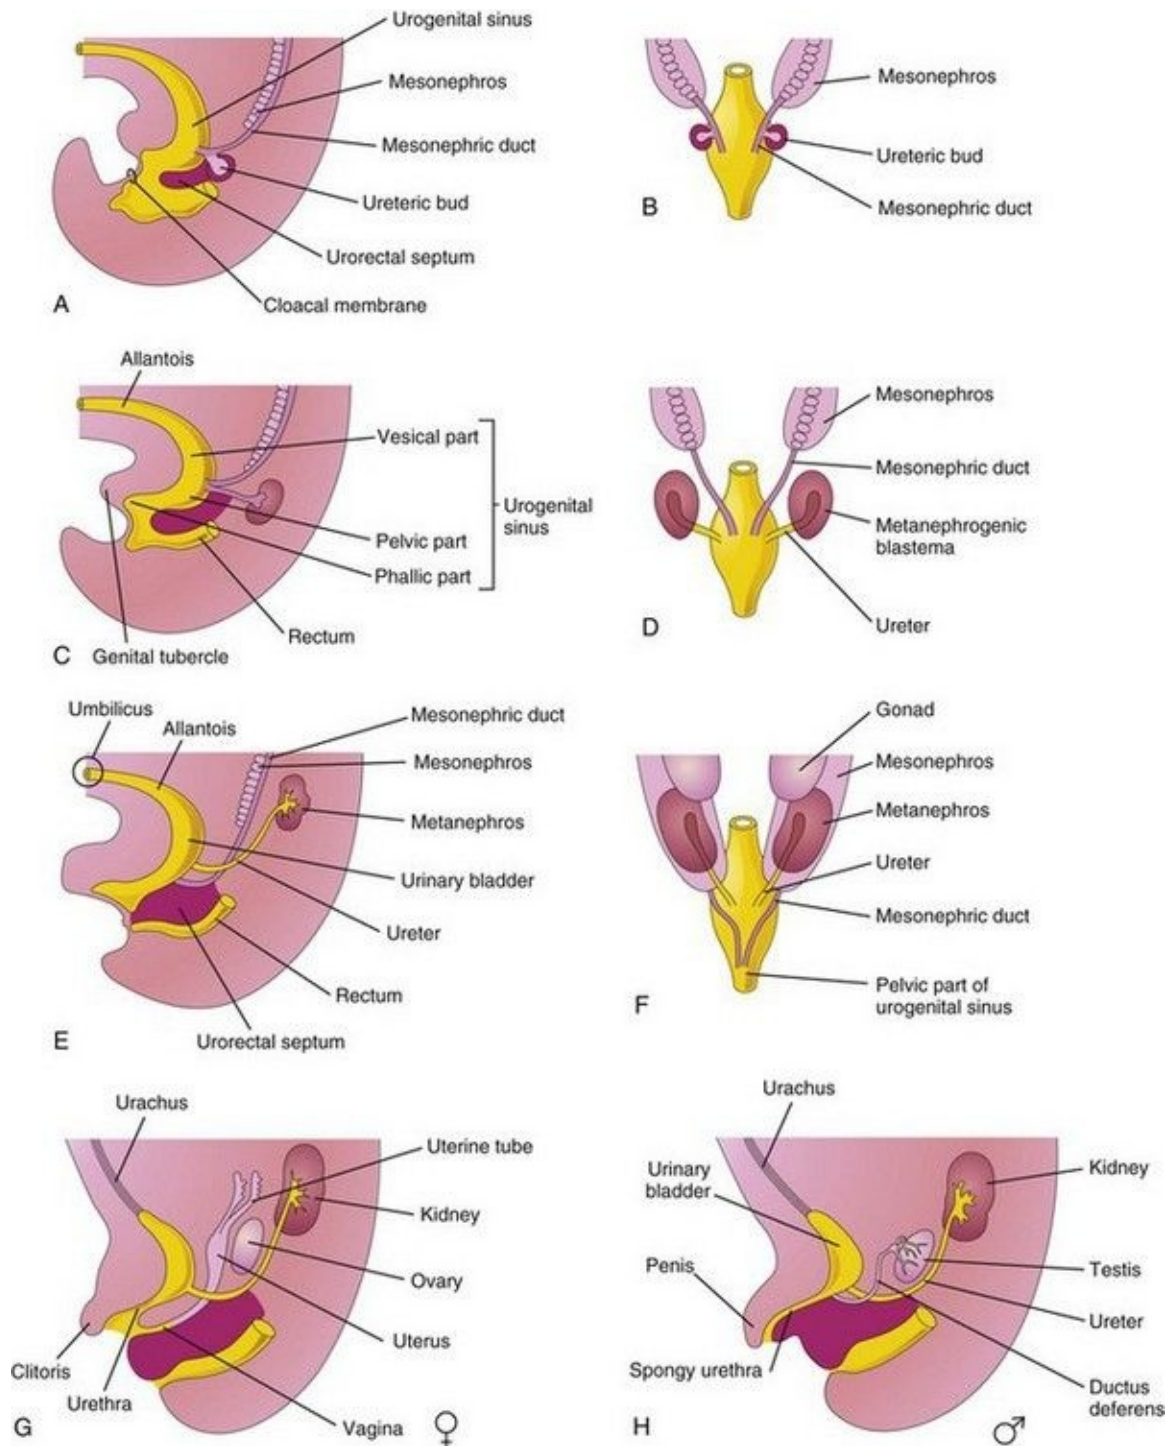 Urogenital sinus
Mesonephros
Mesonephric duct
Ureteric bud
Urorectal septum
Cloacal membrane
A
Mesonephros
Ureteric bud
Mesonephric duct
B
Allantois
Vesical part
Urogenital
sinus
Pelvic part
Phallic part
Rectum
Genital tubercle
C
Mesonephros
Mesonephric duct
Metanephrogenic
blastema
Ureter
D
Umbilicus
Allantois
Mesonephric duct
Mesonephros
Metanephros
Urinary bladder
Ureter
Rectum
Urorectal septum
E
Gonad
Mesonephros
Metanephros
Ureter
Mesonephric duct
Pelvic part of
urogenital sinus
F
Urachus
Uterine tube
Kidney
Ovary
Uterus
Clitoris
Urethra
Vagina
G
♀
Urachus
Urinary
bladder
Kidney
Penis
Testis
Ureter
Spongy urethra
Ductus
deferens
H
♂